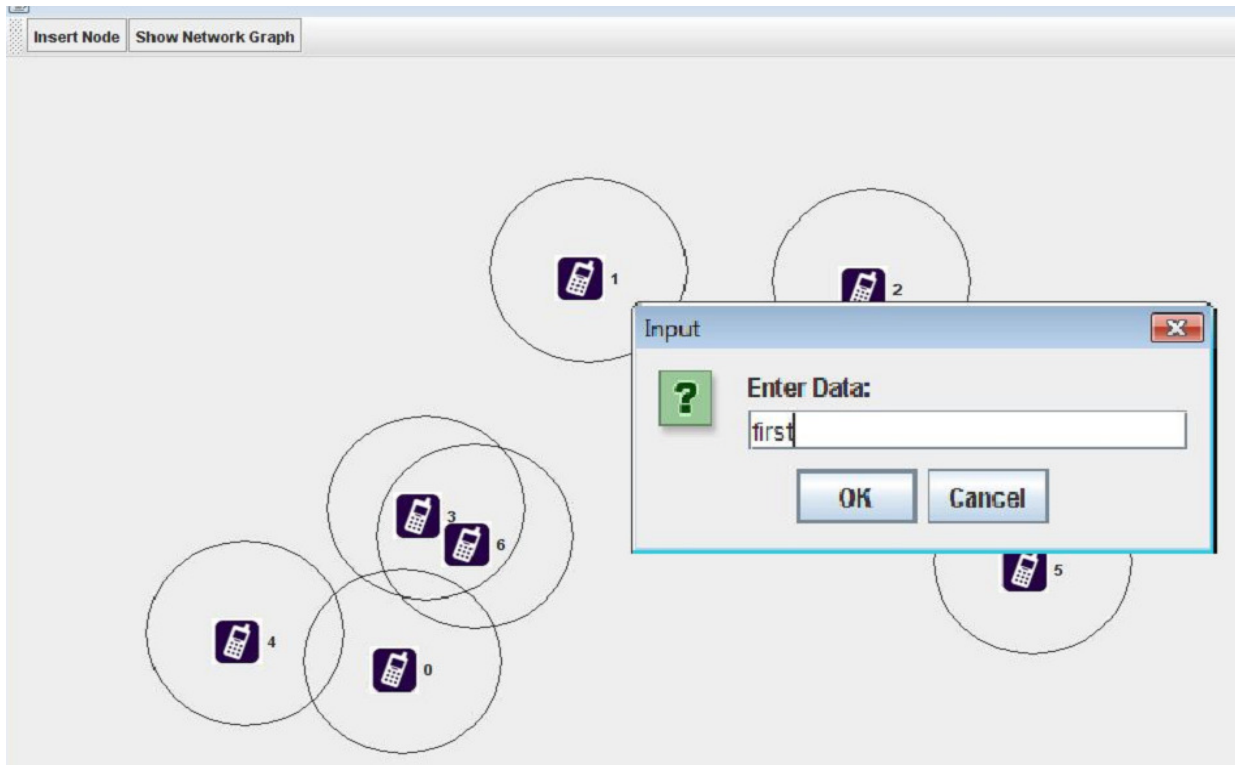 Insert Node
Show Network Graph
1
2
Input
Enter Data:
first
OK
Cancel
3
6
5
4
0